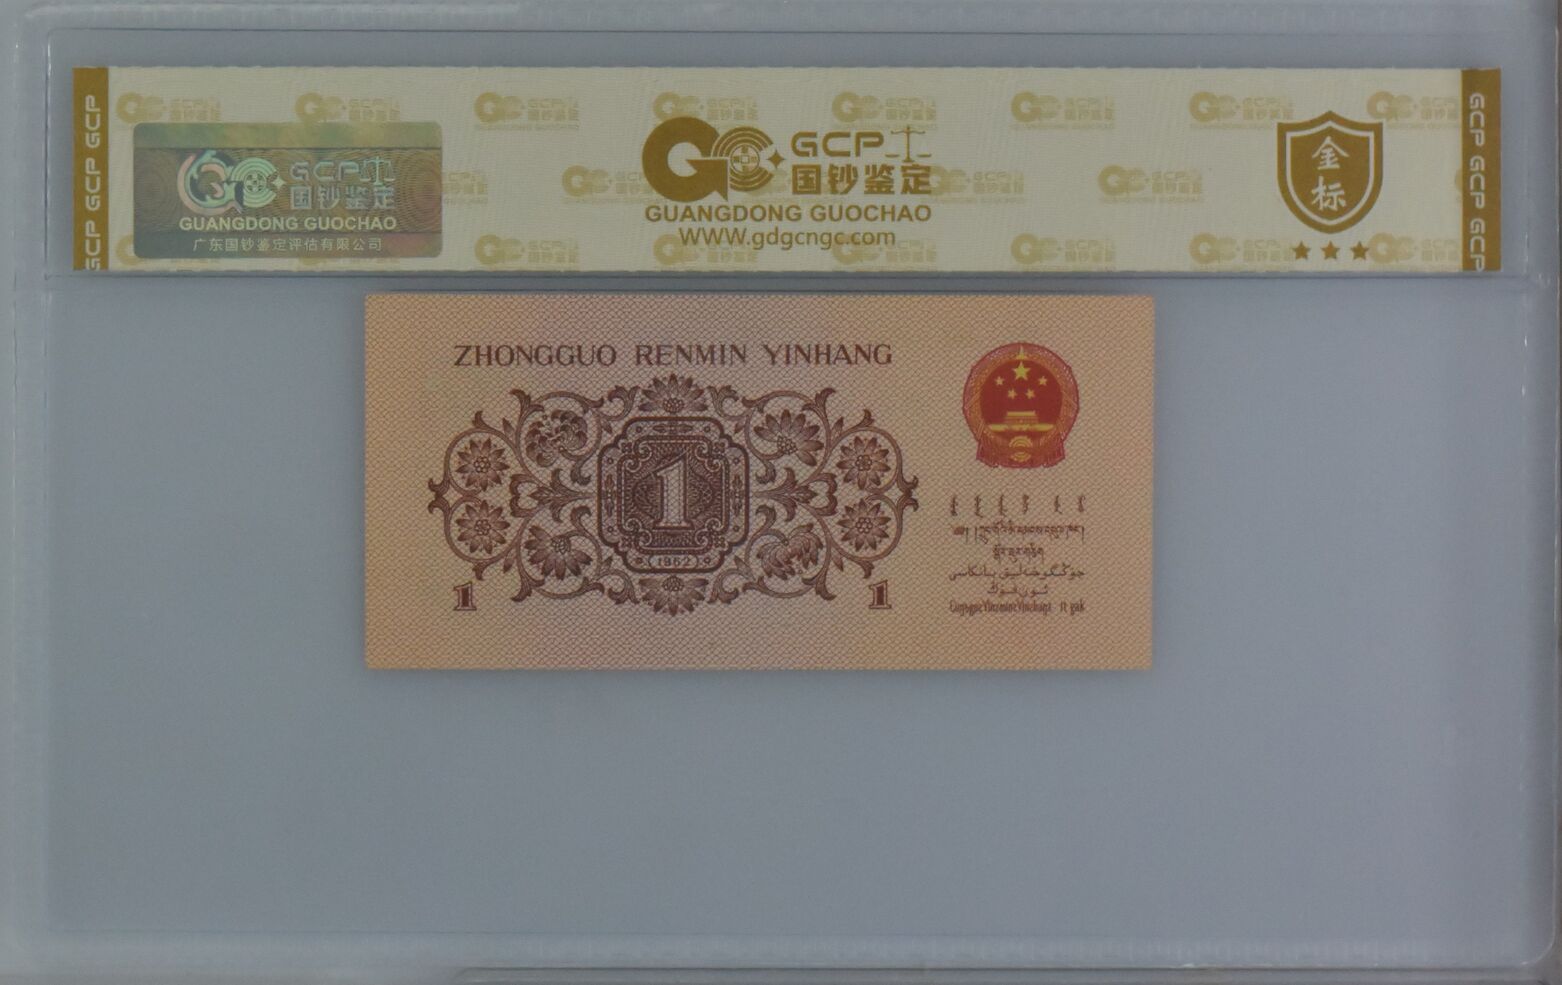 GCP GCP GCP
GCP
国钞鉴定
GUANGDONG GUOCHAO
广东国钞鉴定评估有限公司
GCP
国钞鉴定
GUANGDONG GUOCHAO
WWW.gdgcngc.com
金
标
GCP GCP GCP
ZHONGGUO RENMIN YINHANG
1
(1962)
1
1
جۇڭگوخەلىق بانكاسى